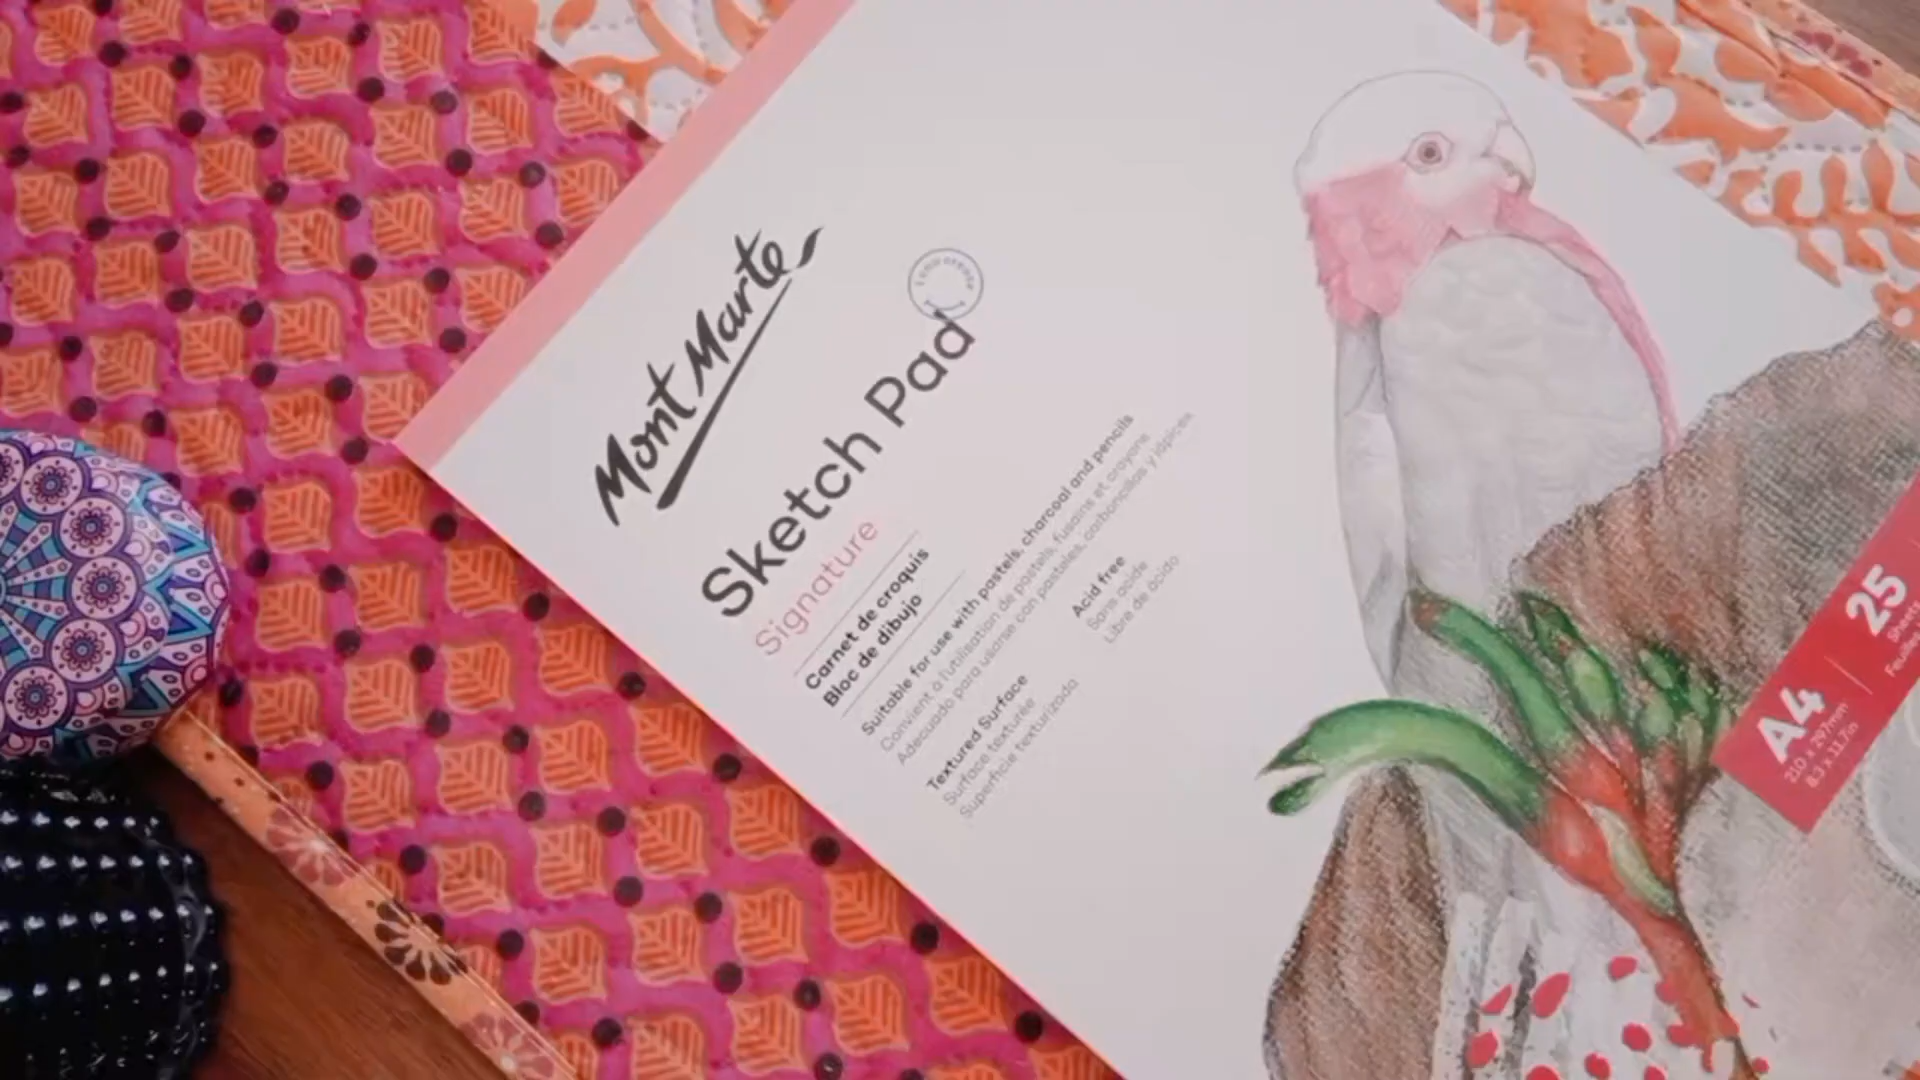 Mont Marte
Sketch Pad
Signature
Carnet de croquis
Bloc de dibujo
Suitable for use with pastels, charcoal and pencils
Convient à l'utilisation de pastels, fusains et crayons
Adecuado para usarse con pasteles, carboncillos y lápices
Textured Surface
Surface texturée
Superficie texturizada
Acid free
Sans acide
Libre de ácido
A4
210 x 297mm
8.3 x 11.7in
25
Sheets